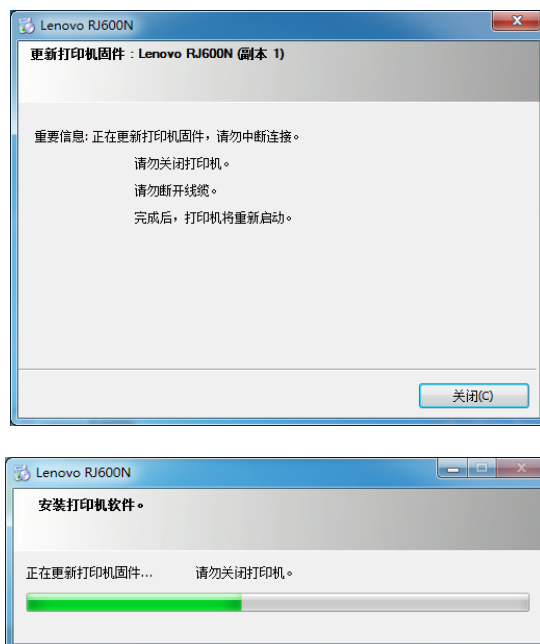 Lenovo RJ600N
更新打印机固件：Lenovo RJ600N (副本 1)
重要信息: 正在更新打印机固件，请勿中断连接。
请勿关闭打印机。
请勿断开线缆。
完成后，打印机将重新启动。
关闭(C)
Lenovo RJ600N
安装打印机软件。
正在更新打印机固件... 请勿关闭打印机。